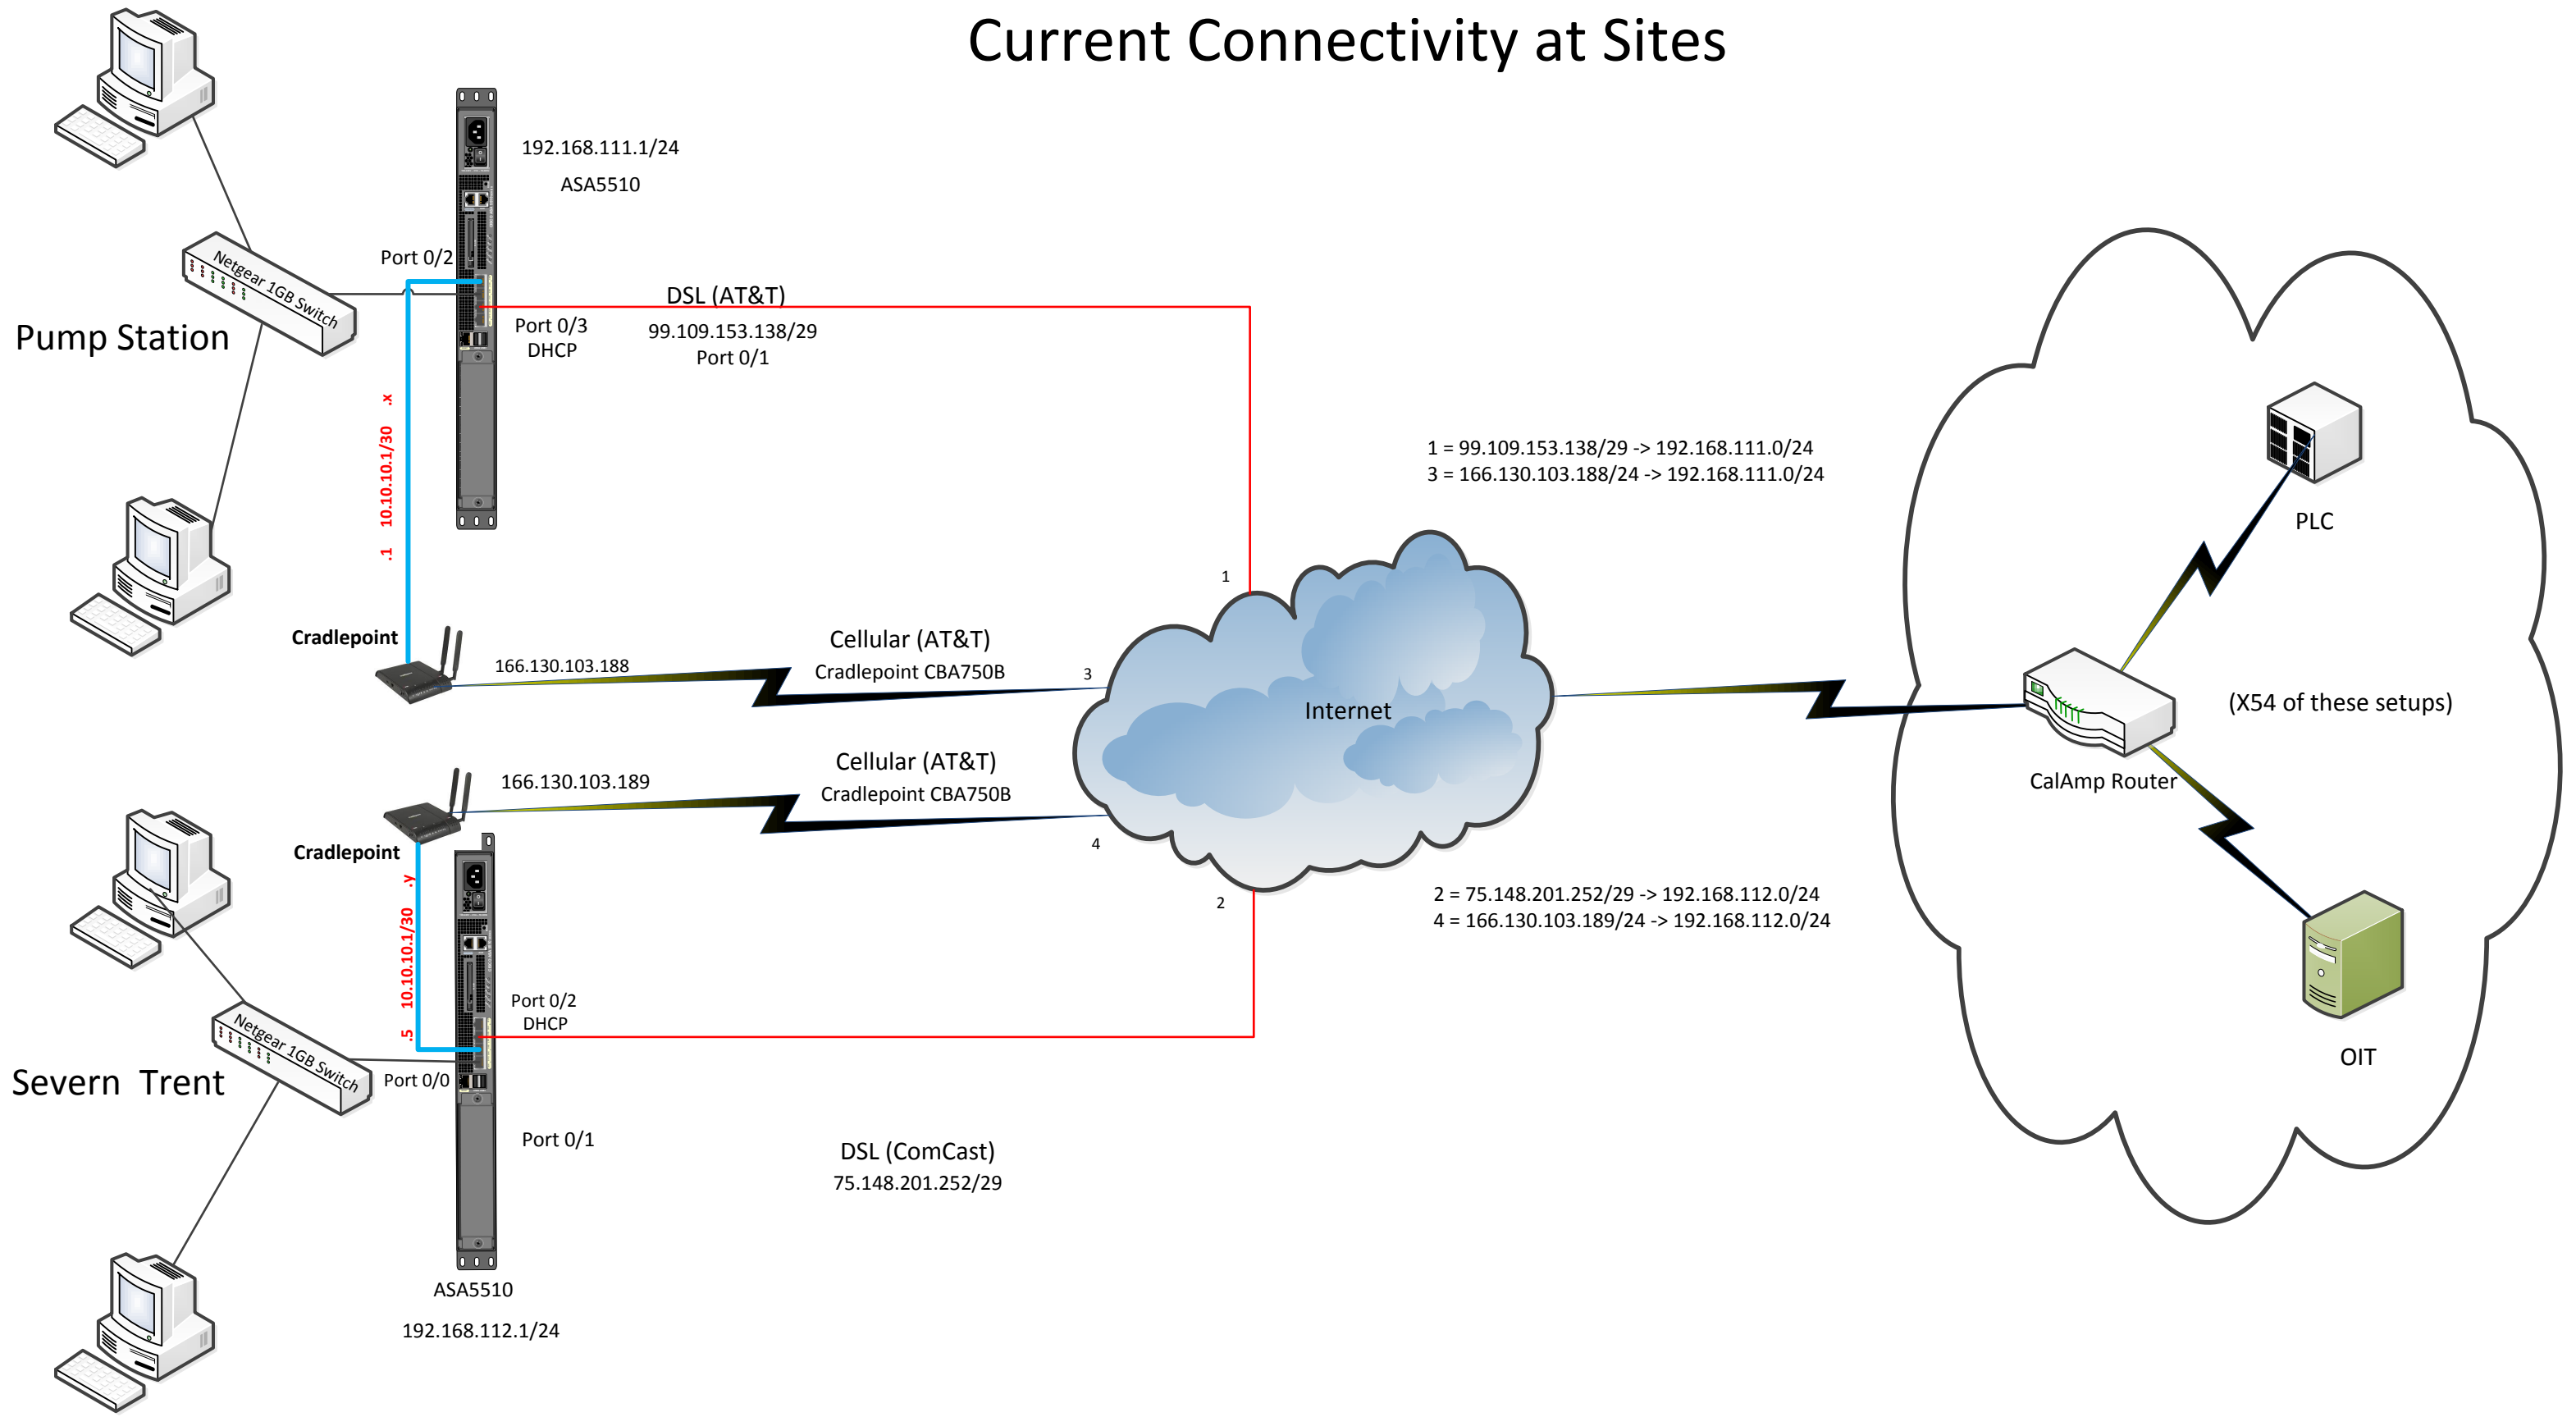 Current Connectivity at Sites
192.168.111.1/24
ASA5510
Port 0/2
Netgear 1GB Switch
Pump Station
DSL (AT&T)
99.109.153.138/29
Port 0/1
Port 0/3
DHCP
.1 10.10.10.1/30 .x
1 = 99.109.153.138/29 -> 192.168.111.0/24
3 = 166.130.103.188/24 -> 192.168.111.0/24
PLC
1
Cradlepoint
166.130.103.188
Cellular (AT&T)
Cradlepoint CBA750B
3
Internet
(X54 of these setups)
CalAmp Router
166.130.103.189
Cellular (AT&T)
Cradlepoint CBA750B
4
Cradlepoint
.5 10.10.10.1/30 .y
2
2 = 75.148.201.252/29 -> 192.168.112.0/24
4 = 166.130.103.189/24 -> 192.168.112.0/24
Port 0/2
DHCP
Netgear 1GB Switch
Severn Trent
Port 0/0
OIT
Port 0/1
DSL (ComCast)
75.148.201.252/29
ASA5510
192.168.112.1/24